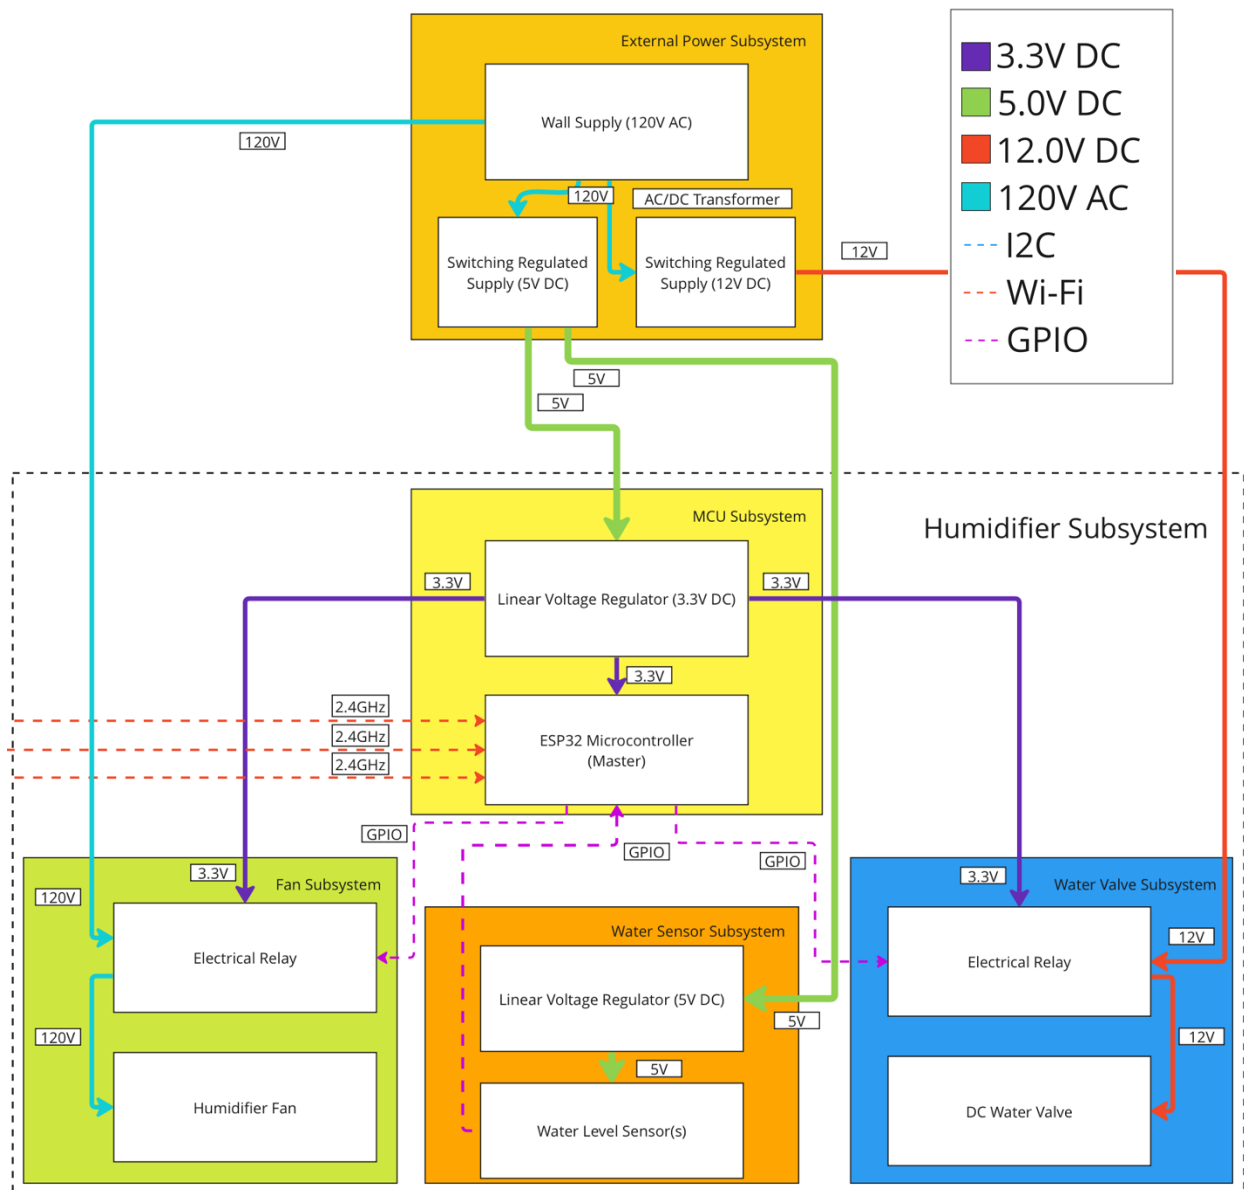 External Power Subsystem
Wall Supply (120V AC)
120V
120V
AC/DC Transformer
Switching Regulated
Supply (5V DC)
Switching Regulated
Supply (12V DC)
12V
3.3V DC
5.0V DC
12.0V DC
120V AC
I2C
Wi-Fi
GPIO
5V
5V
Humidifier Subsystem
MCU Subsystem
3.3V
Linear Voltage Regulator (3.3V DC)
3.3V
3.3V
2.4GHz
2.4GHz
2.4GHz
ESP32 Microcontroller
(Master)
GPIO
GPIO
GPIO
3.3V
Fan Subsystem
120V
Electrical Relay
120V
Humidifier Fan
Water Sensor Subsystem
Linear Voltage Regulator (5V DC)
5V
5V
Water Level Sensor(s)
3.3V
Water Valve Subsystem
12V
Electrical Relay
12V
DC Water Valve